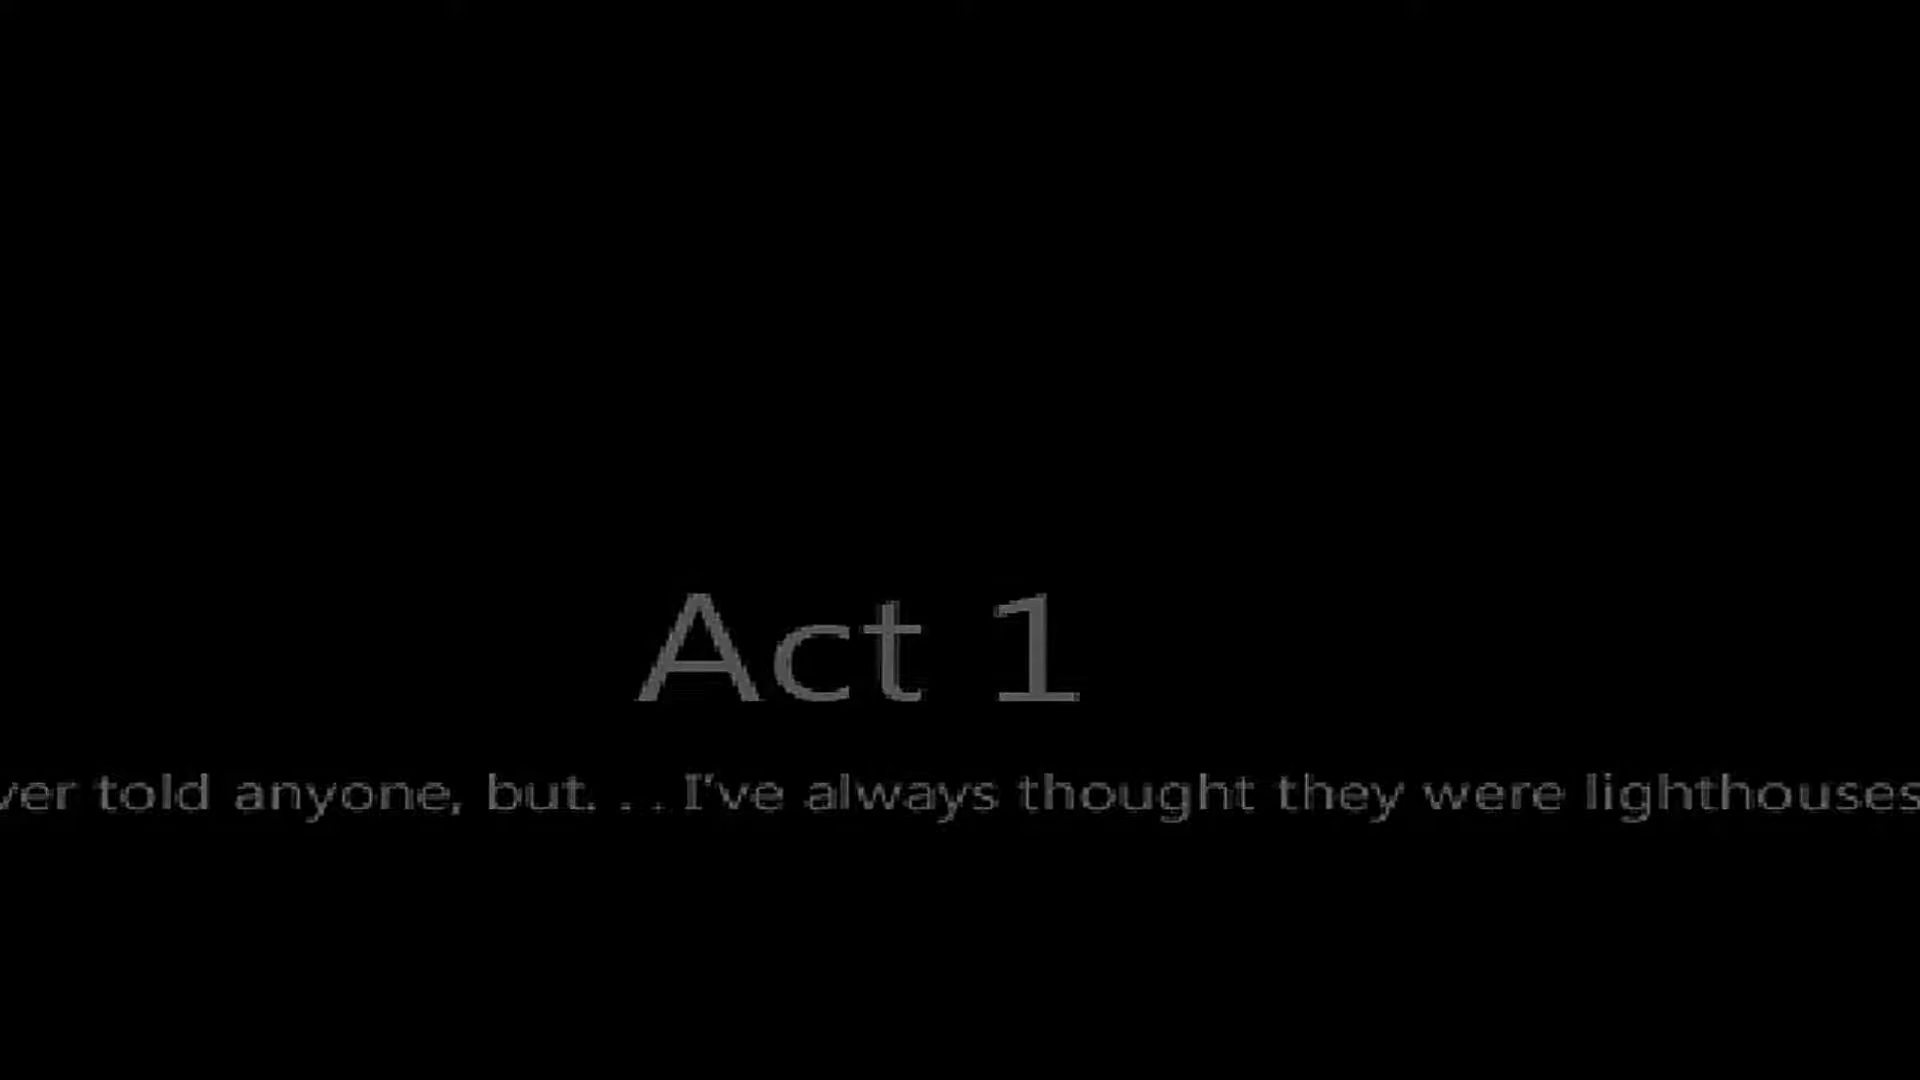 Act 1
ver told anyone, but. . . I've always thought they were lighthouses